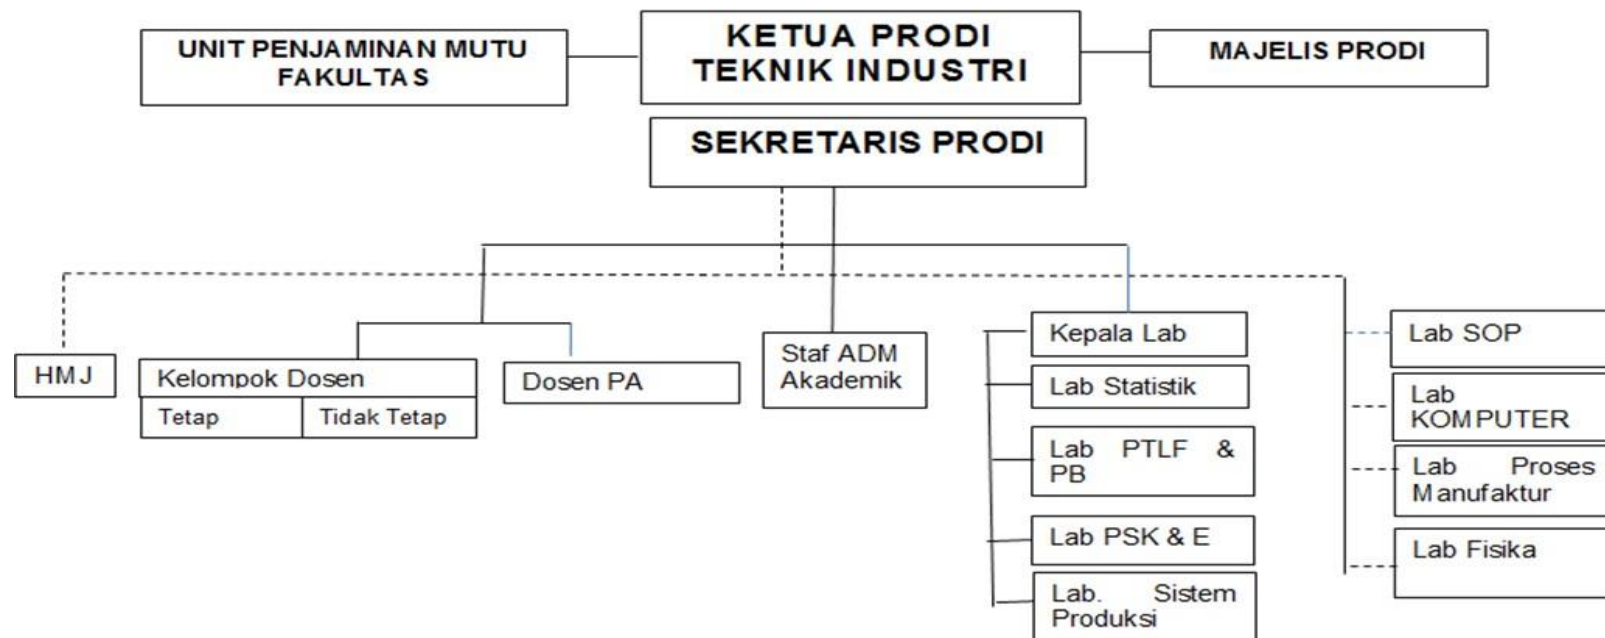 UNIT PENJAMINAN MUTU
FAKULTAS
KETUA PRODI
TEKNIK INDUSTRI
MAJELIS PRODI
SEKRETARIS PRODI
HMJ
Kelompok Dosen
Tetap
Tidak Tetap
Dosen PA
Staf ADM
Akademik
Kepala Lab
Lab Statistik
Lab PTLF &
PB
Lab PSK & E
Lab. Sistem
Produksi
Lab SOP
Lab
KOMPUTER
Lab Proses
Manufaktur
Lab Fisika